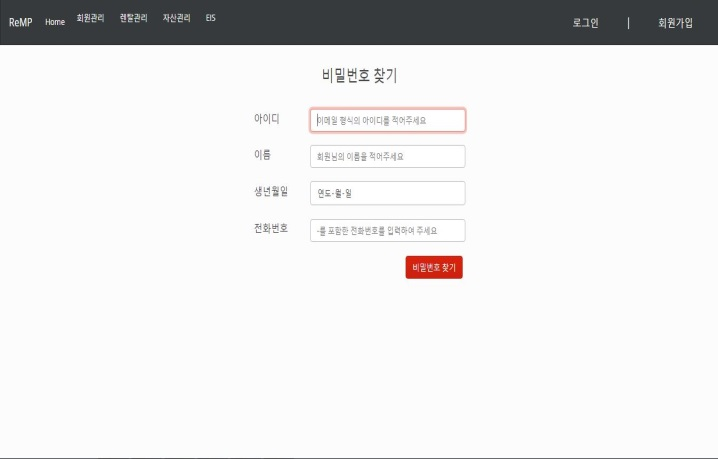 ReMP Home 회원관리 렌탈관리 자산관리 EIS 로그인 | 회원가입
비밀번호 찾기
아이디 이메일 형식의 아이디를 적어주세요
이름 회원님의 이름을 적어주세요
생년월일 연도-월-일
전화번호 -를 포함한 전화번호를 입력하여 주세요
비밀번호 찾기